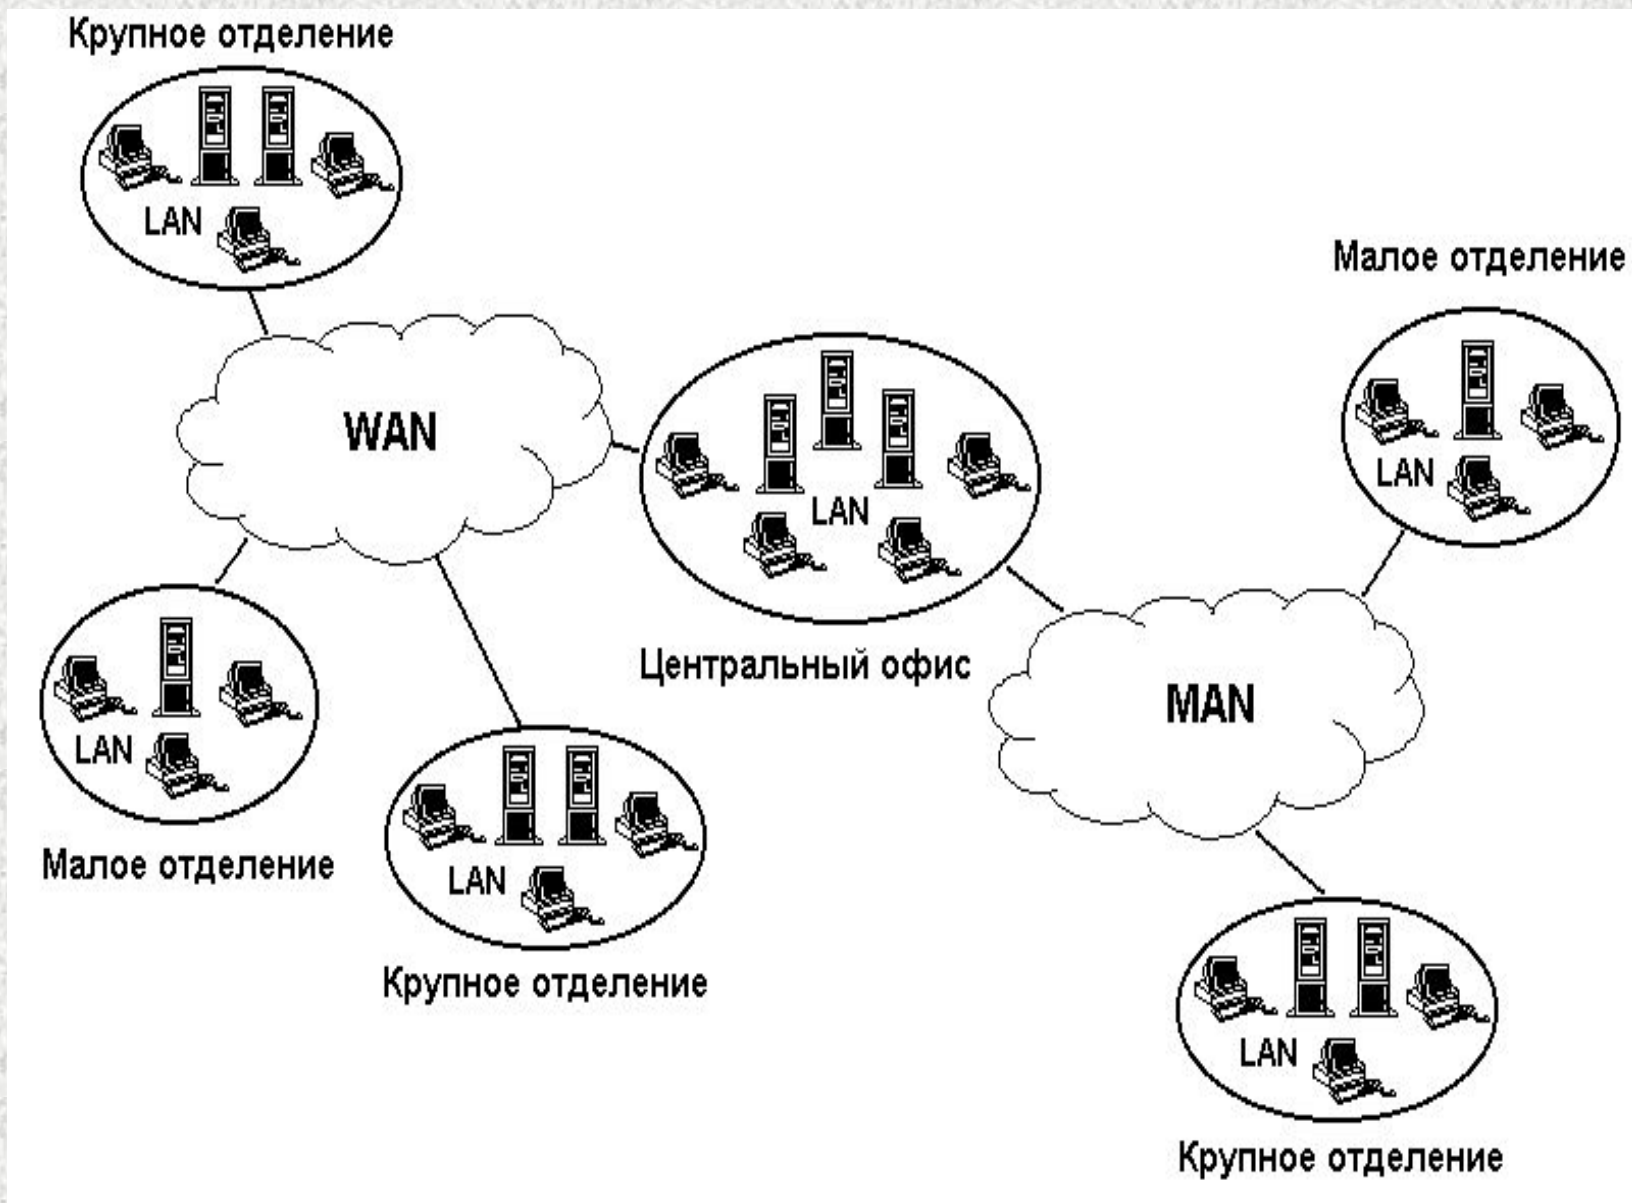 Крупное отделение
LAN
Малое отделение
WAN
LAN
LAN
Центральный офис
MAN
LAN
Малое отделение
LAN
Крупное отделение
LAN
Крупное отделение